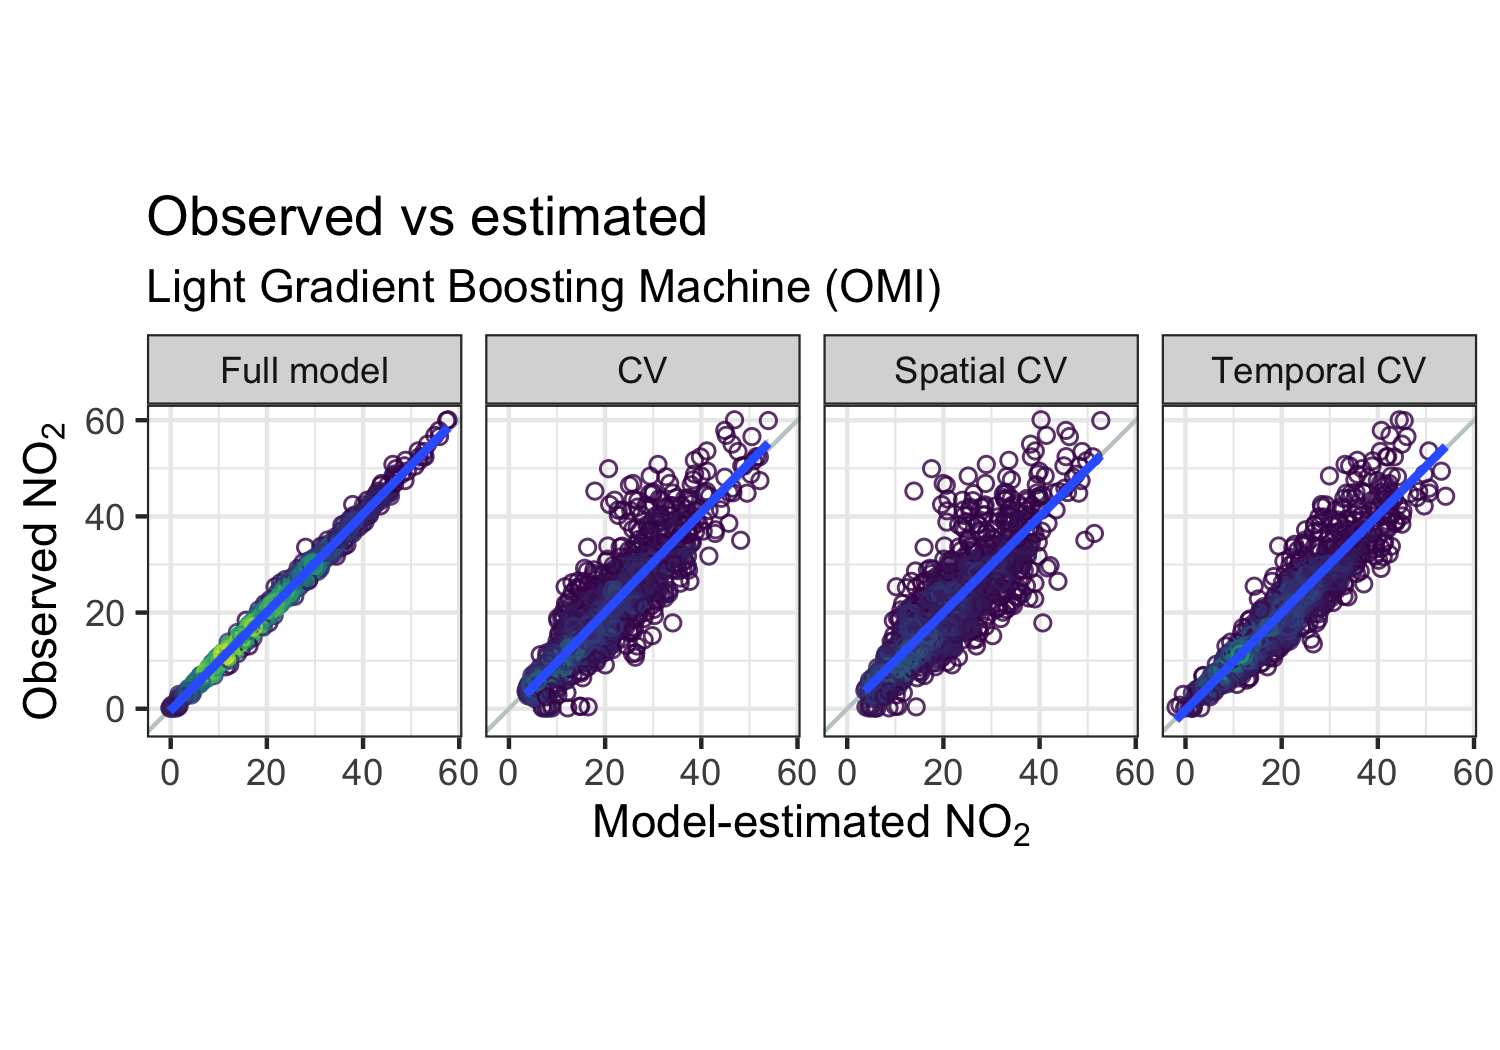 Observed vs estimated
Light Gradient Boosting Machine (OMI)
Full model
CV
Spatial CV
Temporal CV
Observed NO₂
60
40
20
0
0 20 40 60
0 20 40 60
0 20 40 60
0 20 40 60
Model-estimated NO₂